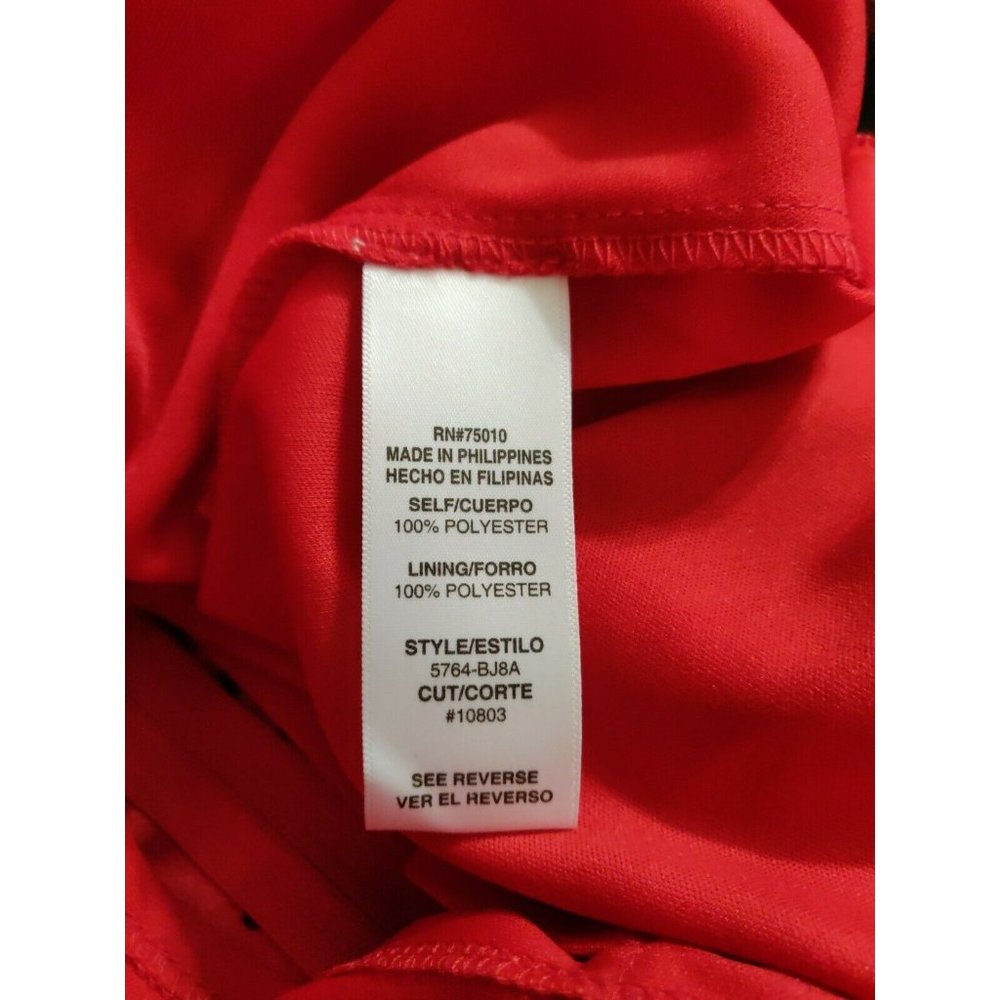 RN#75010
MADE IN PHILIPPINES
HECHO EN FILIPINAS
SELF/CUERPO
100% POLYESTER
LINING/FORRO
100% POLYESTER
STYLE/ESTILO
5764-BJ8A
CUT/CORTE
#10803
SEE REVERSE
VER EL REVERSO